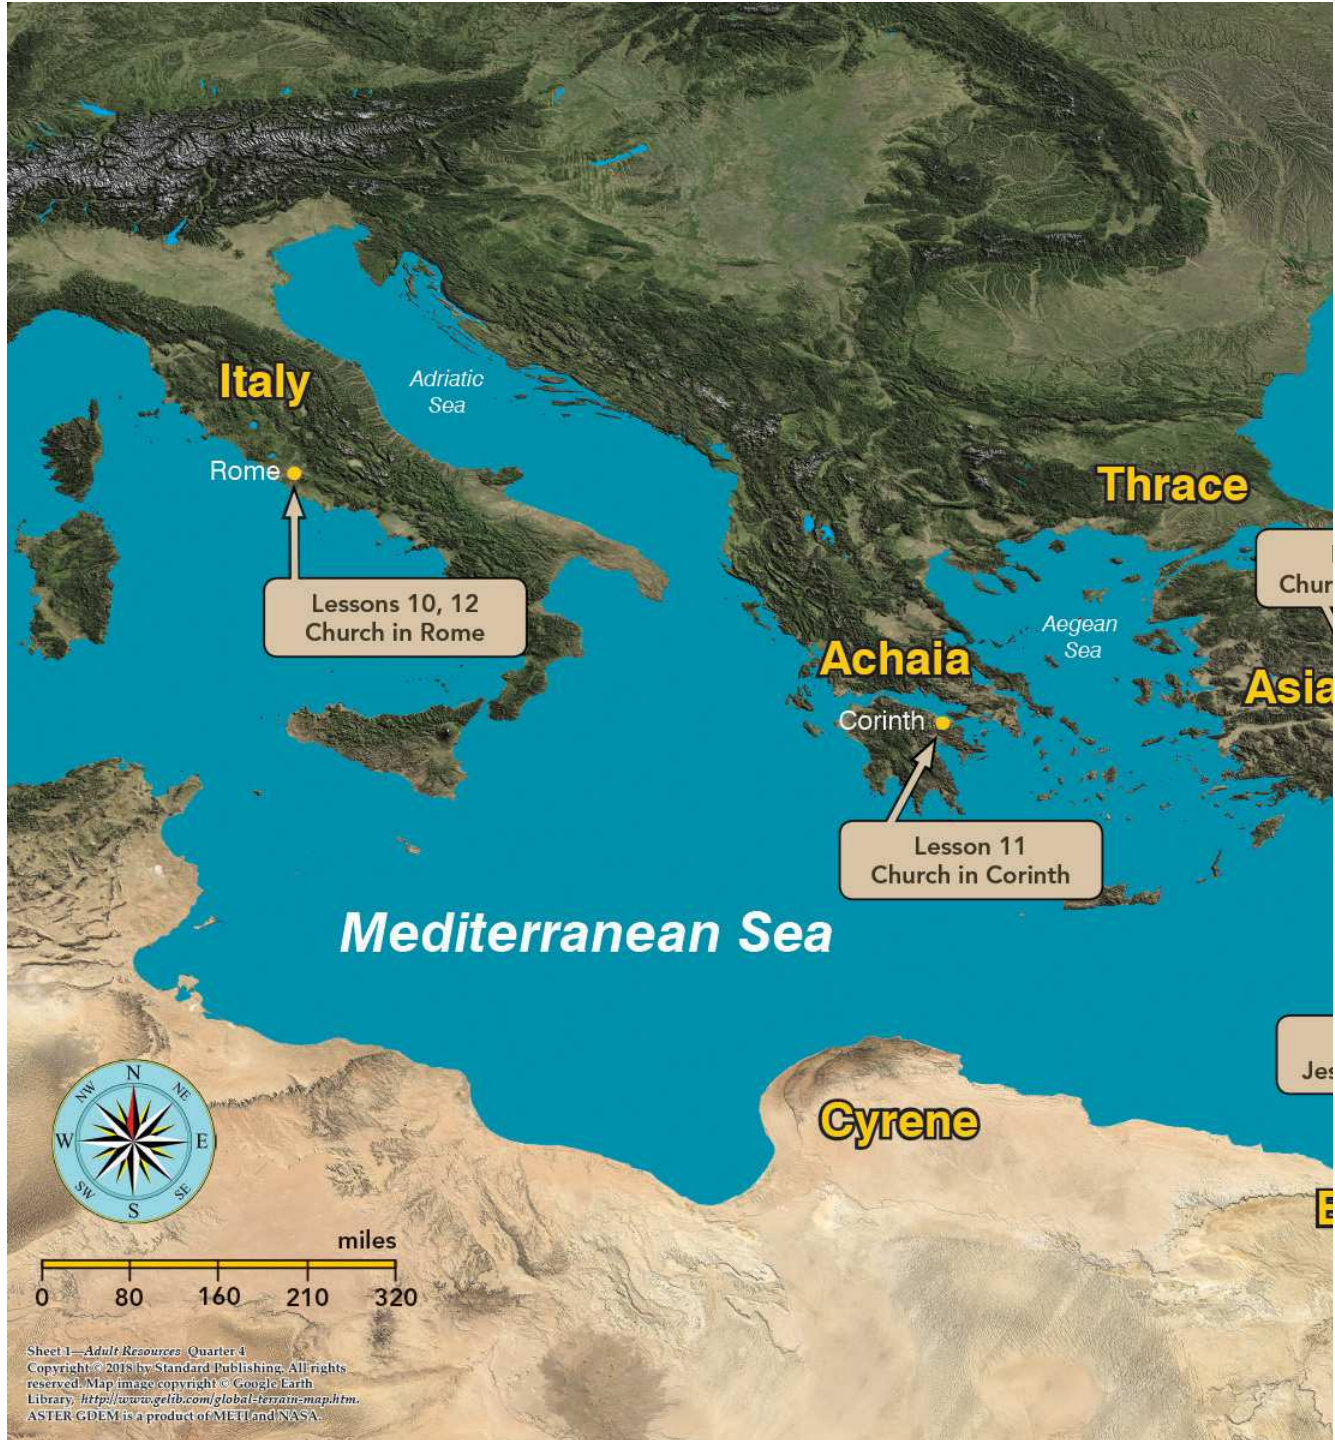 Italy
Adriatic
Sea
Rome
Thrace
Lessons 10, 12
Church in Rome
Chur
Aegean
Sea
Achaia
Asia
Corinth
Lesson 11
Church in Corinth
Mediterranean Sea
Jes
Cyrene
N
NW
NE
W
E
SW
SE
S
miles
0 80 160 210 320
Sheet 1—Adult Resources Quarter 4
Copyright © 2018 by Standard Publishing. All rights
reserved. Map image copyright © Google Earth
Library, http://www.gelib.com/global-terrain-map.htm.
ASTER GDEM is a product of METI and NASA.